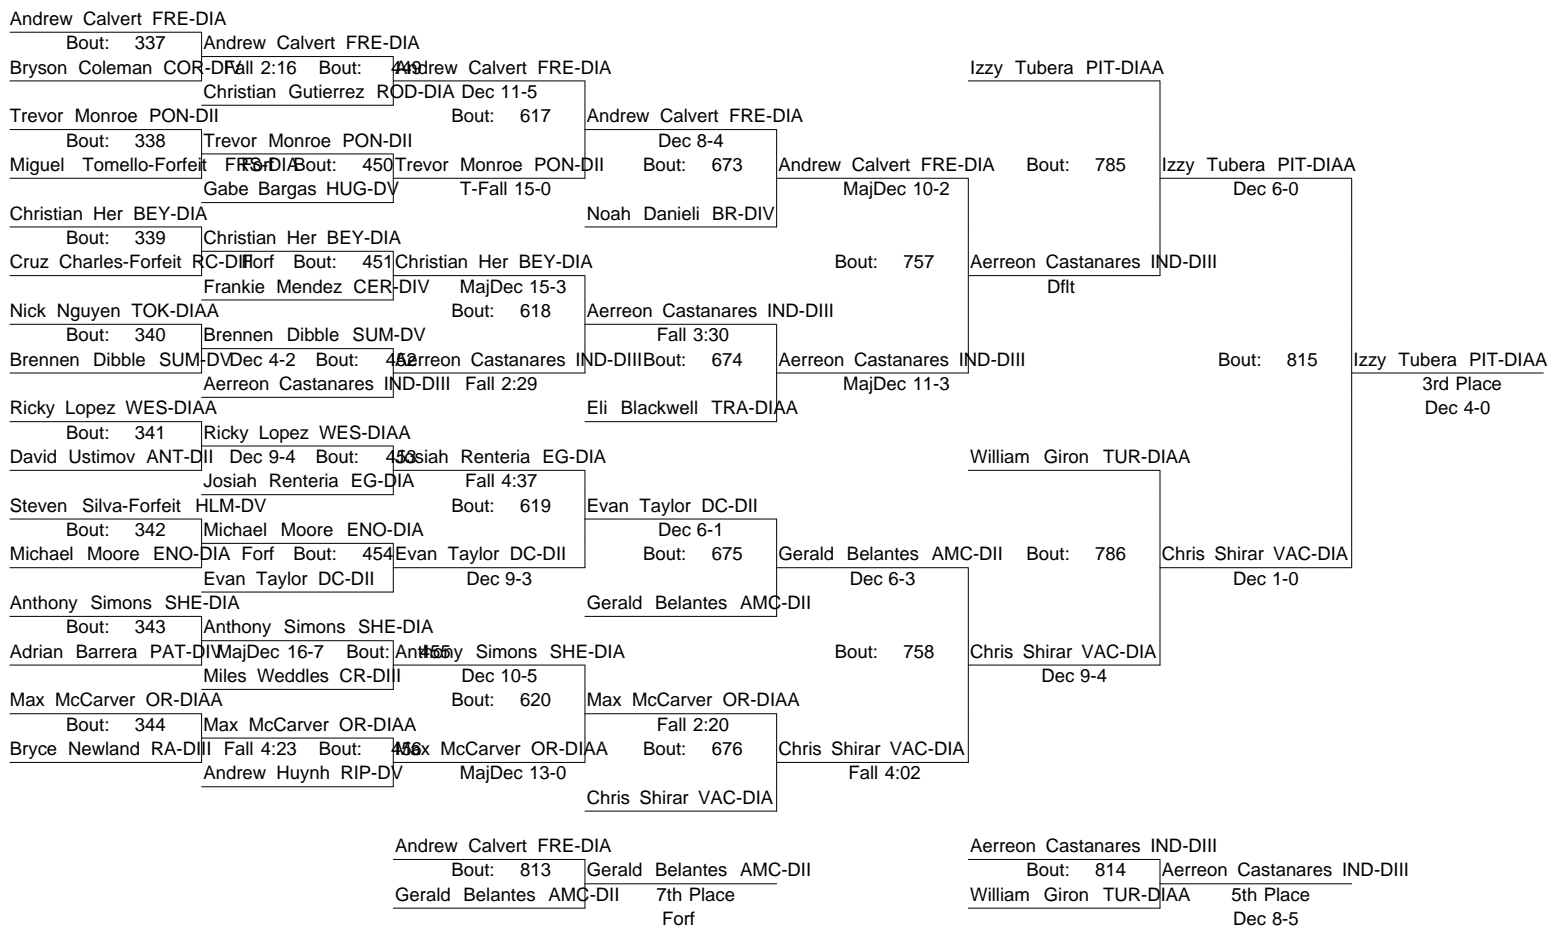 Andrew Calvert FRE-DIA
Bout: 337 Andrew Calvert FRE-DIA
Bryson Coleman COR-DIV Fall 2:16 Bout: 449 Andrew Calvert FRE-DIA Izzy Tubera PIT-DIAA
Christian Gutierrez ROD-DIA Dec 11-5
Trevor Monroe PON-DII Bout: 617 Andrew Calvert FRE-DIA
Bout: 338 Trevor Monroe PON-DII Dec 8-4
Miguel Tomello-Forfeit FRS-DIA Forf Bout: 450 Trevor Monroe PON-DII Bout: 673 Andrew Calvert FRE-DIA Bout: 785 Izzy Tubera PIT-DIAA
Gabe Bargas HUG-DV T-Fall 15-0 MajDec 10-2 Dec 6-0
Christian Her BEY-DIA Noah Danieli BR-DIV
Bout: 339 Christian Her BEY-DIA
Cruz Charles-Forfeit RC-DIII Forf Bout: 451 Christian Her BEY-DIA Bout: 757 Aerreon Castanares IND-DIII
Frankie Mendez CER-DIV MajDec 15-3 Dflt
Nick Nguyen TOK-DIAA Bout: 618 Aerreon Castanares IND-DIII
Bout: 340 Brennen Dibble SUM-DV Fall 3:30
Brennen Dibble SUM-DV Dec 4-2 Bout: 452 Aerreon Castanares IND-DIII Bout: 674 Aerreon Castanares IND-DIII Bout: 815 Izzy Tubera PIT-DIAA
Aerreon Castanares IND-DIII Fall 2:29 MajDec 11-3 3rd Place
Ricky Lopez WES-DIAA Eli Blackwell TRA-DIAA Dec 4-0
Bout: 341 Ricky Lopez WES-DIAA
David Ustimov ANT-DII Dec 9-4 Bout: 453 Josiah Renteria EG-DIA William Giron TUR-DIAA
Josiah Renteria EG-DIA Fall 4:37
Steven Silva-Forfeit HLM-DV Bout: 619 Evan Taylor DC-DII
Bout: 342 Michael Moore ENO-DIA Dec 6-1
Michael Moore ENO-DIA Forf Bout: 454 Evan Taylor DC-DII Bout: 675 Gerald Belantes AMC-DII Bout: 786 Chris Shirar VAC-DIA
Evan Taylor DC-DII Dec 9-3 Dec 6-3 Dec 1-0
Anthony Simons SHE-DIA Gerald Belantes AMC-DII
Bout: 343 Anthony Simons SHE-DIA
Adrian Barrera PAT-DIV MajDec 16-7 Bout: 455 Anthony Simons SHE-DIA Bout: 758 Chris Shirar VAC-DIA
Miles Weddles CR-DIII Dec 10-5 Dec 9-4
Max McCarver OR-DIAA Bout: 620 Max McCarver OR-DIAA
Bout: 344 Max McCarver OR-DIAA Fall 2:20
Bryce Newland RA-DIII Fall 4:23 Bout: 456 Max McCarver OR-DIAA Bout: 676 Chris Shirar VAC-DIA
Andrew Huynh RIP-DV MajDec 13-0 Fall 4:02
Chris Shirar VAC-DIA
Andrew Calvert FRE-DIA Aerreon Castanares IND-DIII
Bout: 813 Gerald Belantes AMC-DII Bout: 814 Aerreon Castanares IND-DIII
Gerald Belantes AMC-DII 7th Place William Giron TUR-DIAA 5th Place
Forf Dec 8-5